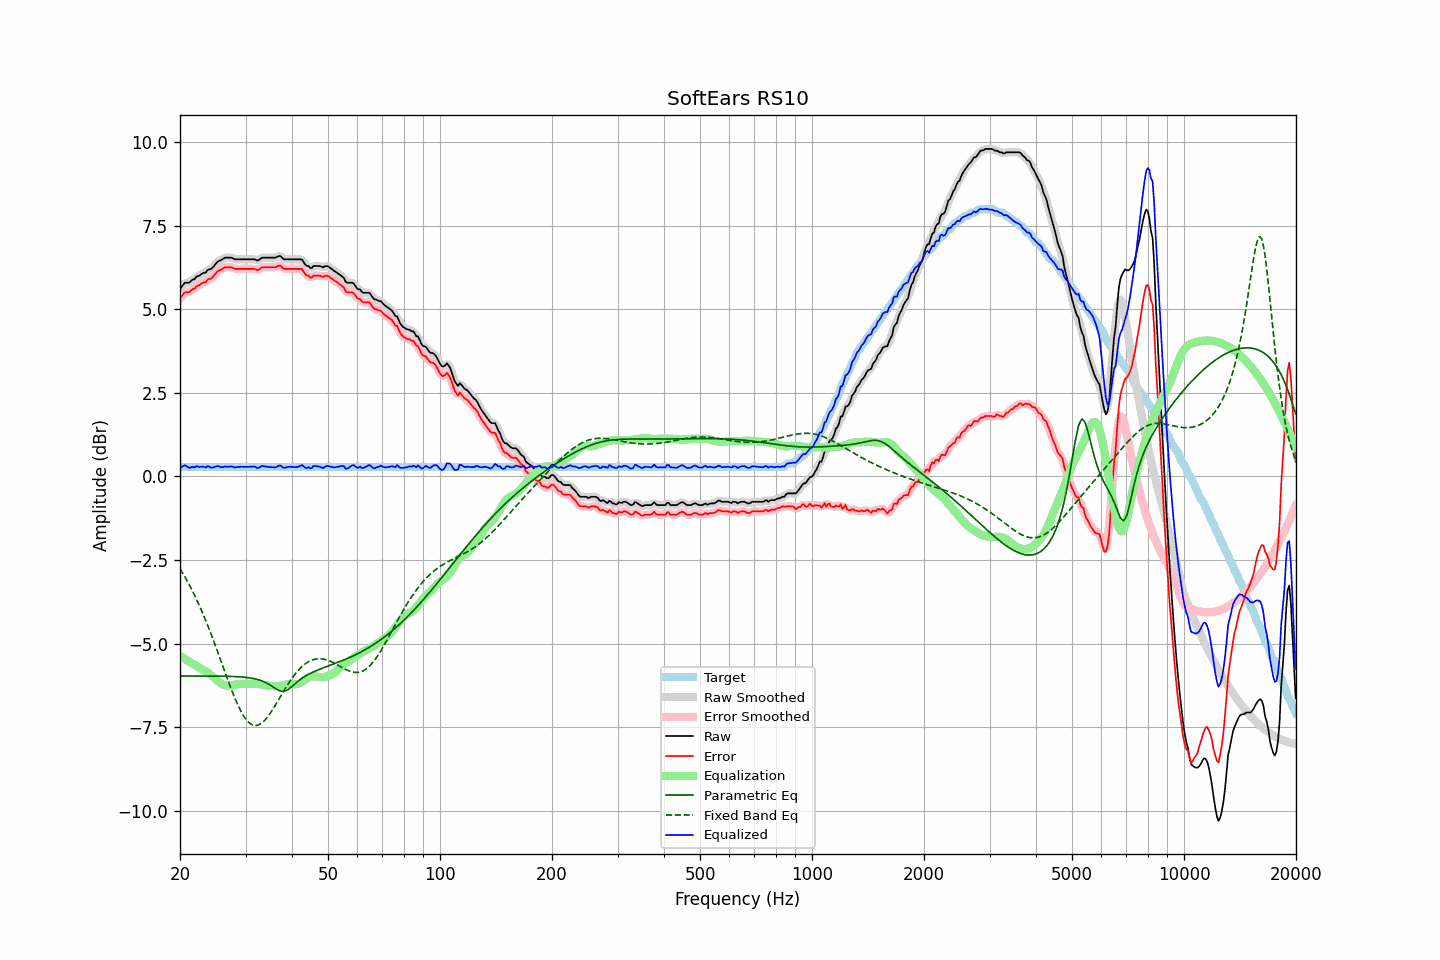 SoftEars RS10
Amplitude (dBr)
10.0
7.5
5.0
2.5
0.0
−2.5
−5.0
−7.5
−10.0
Target
Raw Smoothed
Error Smoothed
Raw
Error
Equalization
Parametric Eq
Fixed Band Eq
Equalized
20 50 100 200 500 1000 2000 5000 10000 20000
Frequency (Hz)